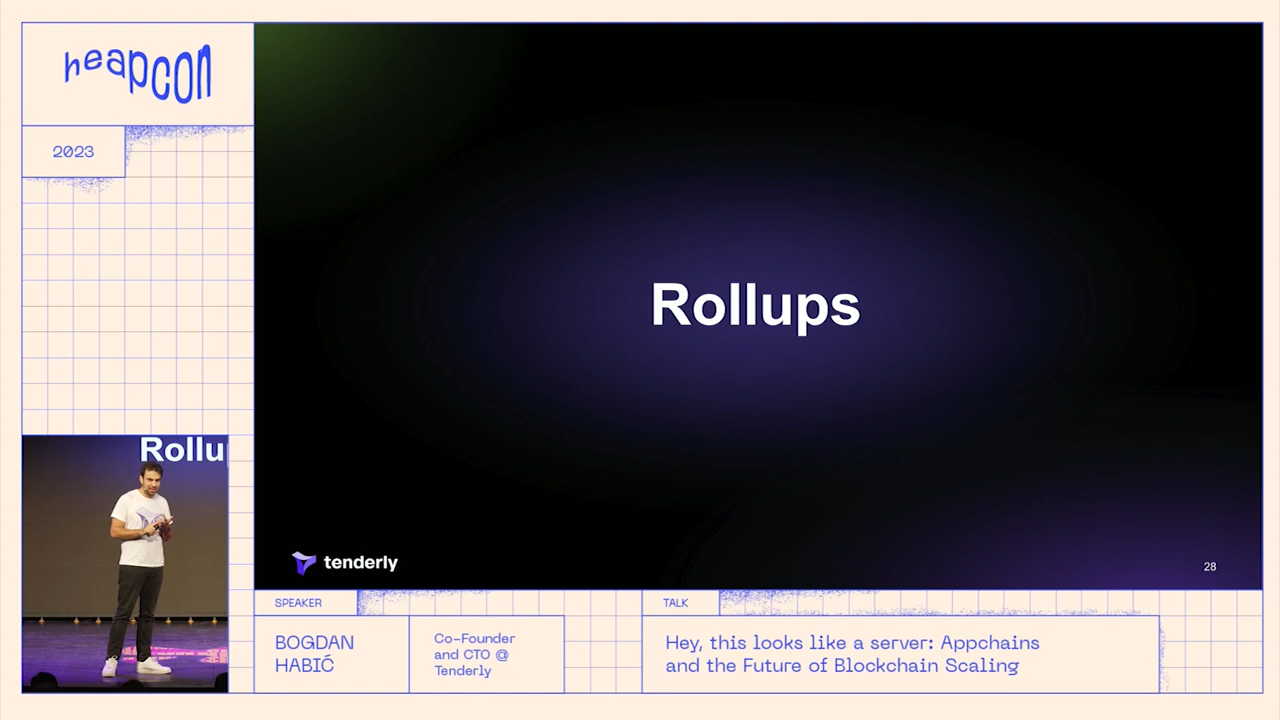 heapcon
2023
Rollups
Rollu
tenderly
28
SPEAKER
BOGDAN
HABIĆ
Co-Founder
and CTO @
Tenderly
TALK
Hey, this looks like a server: Appchains
and the Future of Blockchain Scaling